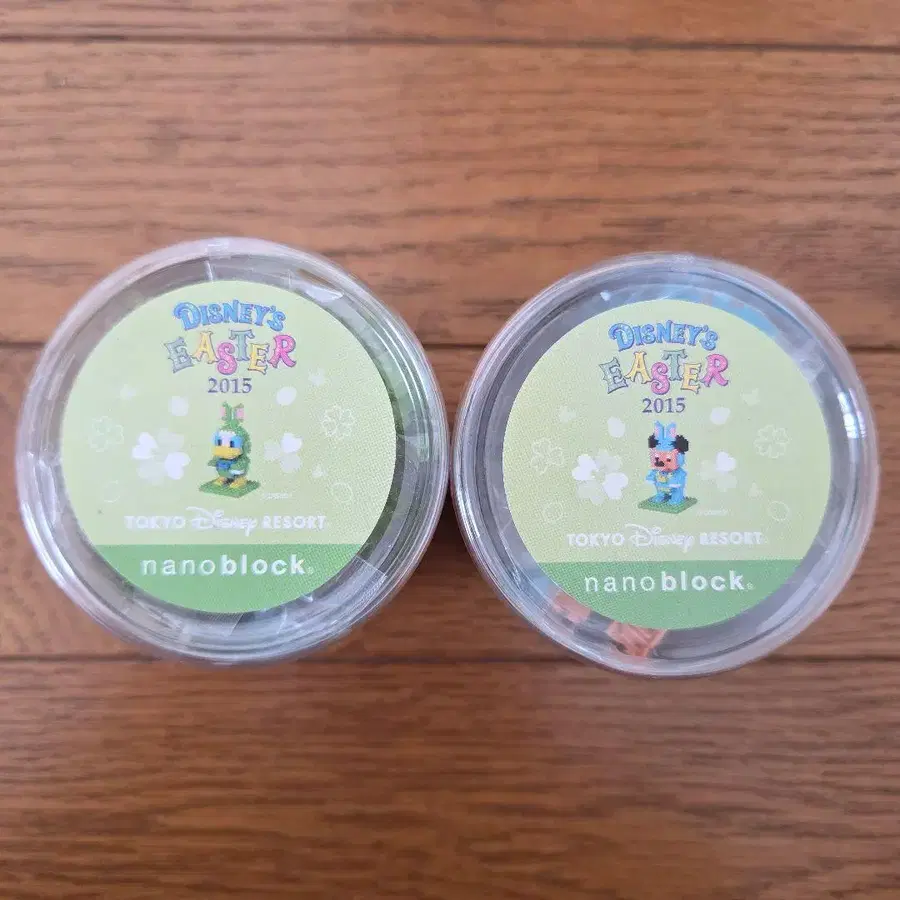 DISNEY'S
EASTER
2015
TOKYO Disney RESORT
nanoblock®
DISNEY'S
EASTER
2015
TOKYO Disney RESORT
nanoblock®